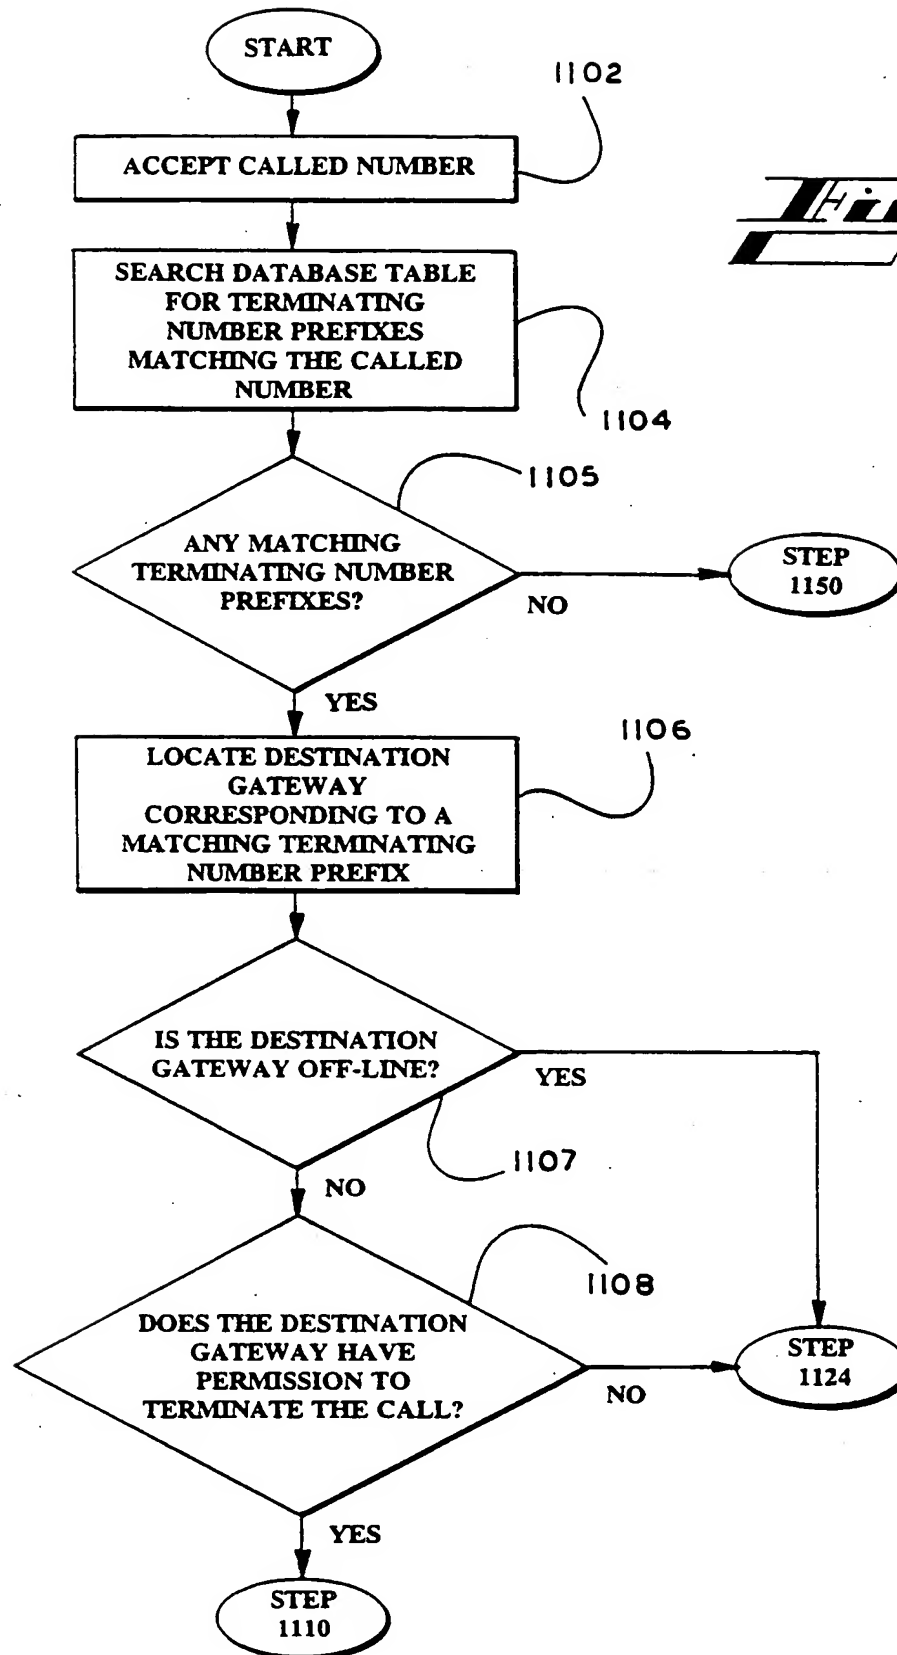 START
1102
ACCEPT CALLED NUMBER
SEARCH DATABASE TABLE
FOR TERMINATING
NUMBER PREFIXES
MATCHING THE CALLED
NUMBER
1104
1105
ANY MATCHING
TERMINATING NUMBER
PREFIXES?
NO
STEP
1150
YES
1106
LOCATE DESTINATION
GATEWAY
CORRESPONDING TO A
MATCHING TERMINATING
NUMBER PREFIX
IS THE DESTINATION
GATEWAY OFF-LINE?
YES
1107
NO
1108
DOES THE DESTINATION
GATEWAY HAVE
PERMISSION TO
TERMINATE THE CALL?
NO
STEP
1124
YES
STEP
1110